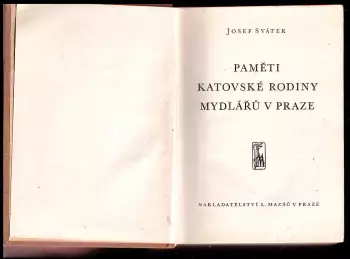 JOSEF SVÁTEK
PAMĚTI
KATOVSKÉ RODINY
MYDLÁŘŮ V PRAZE
NAKLADATELSTVÍ L. MAZÁČ V PRAZE